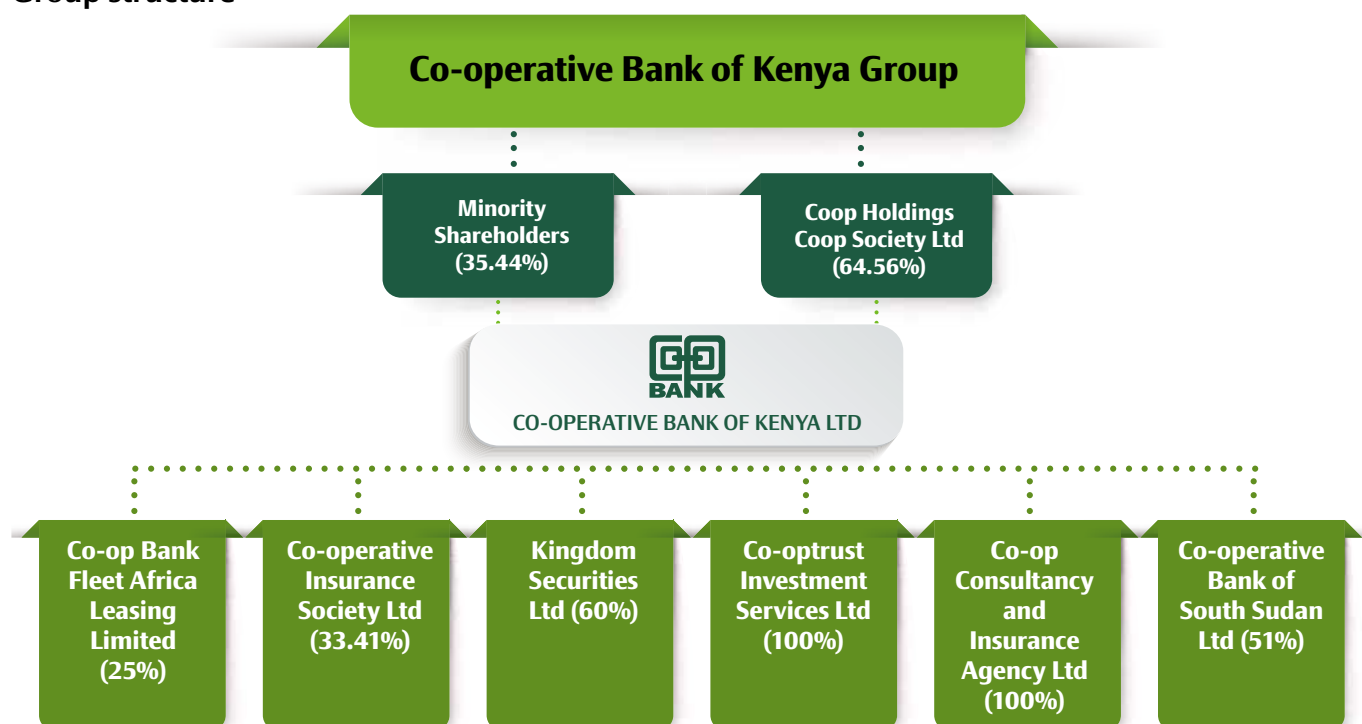 Group structure
Co-operative Bank of Kenya Group
Minority
Shareholders
(35.44%)
Coop Holdings
Coop Society Ltd
(64.56%)
BANK
CO-OPERATIVE BANK OF KENYA LTD
Co-op Bank
Fleet Africa
Leasing
Limited
(25%)
Co-operative
Insurance
Society Ltd
(33.41%)
Kingdom
Securities
Ltd (60%)
Co-optrust
Investment
Services Ltd
(100%)
Co-op
Consultancy
and
Insurance
Agency Ltd
(100%)
Co-operative
Bank of
South Sudan
Ltd (51%)